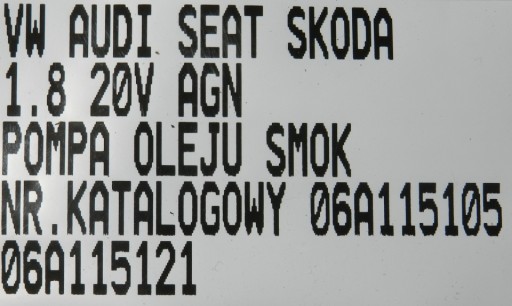 VW AUDI SEAT SKODA
1.8 20V AGN
POMPA OLEJU SMOK
NR.KATALOGOWY 06A115105
06A115121